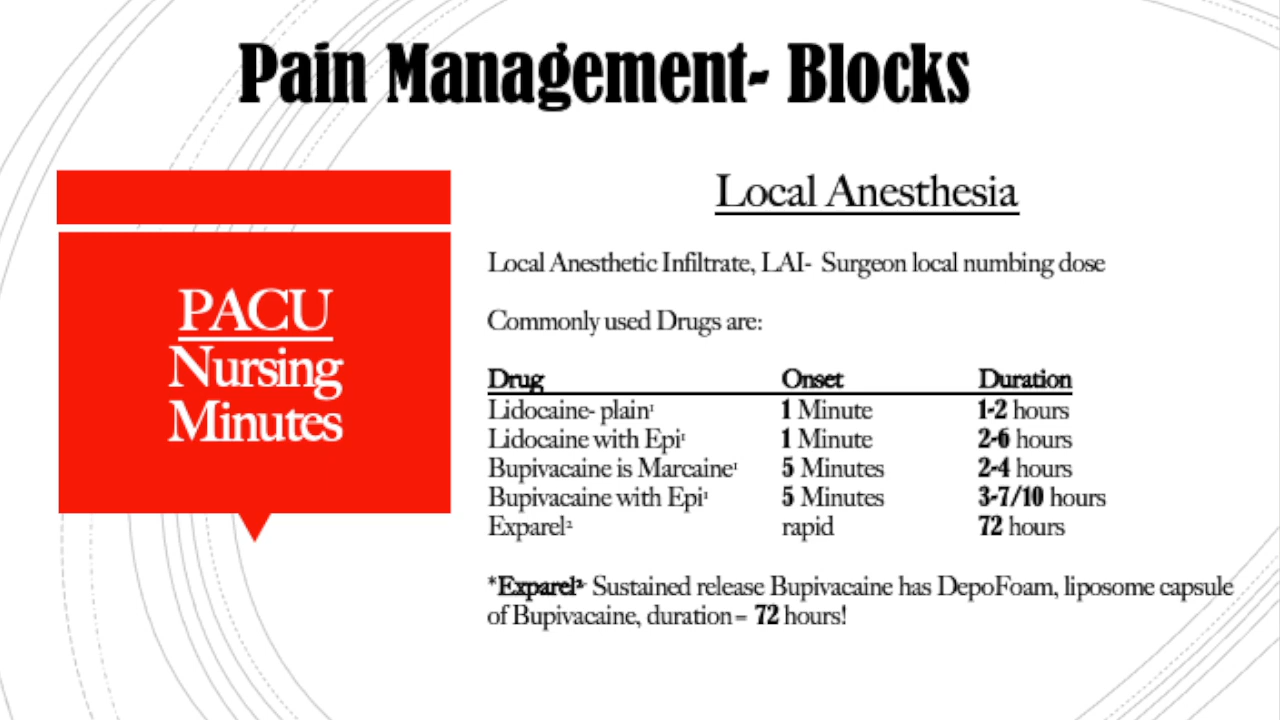 Pain Management- Blocks
PACU
Nursing
Minutes
Local Anesthesia
Local Anesthetic Infiltrate, LAI- Surgeon local numbing dose
Commonly used Drugs are:
Drug Onset Duration
Lidocaine- plain¹ 1 Minute 1-2 hours
Lidocaine with Epi¹ 1 Minute 2-6 hours
Bupivacaine is Marcaine¹ 5 Minutes 2-4 hours
Bupivacaine with Epi¹ 5 Minutes 3-7/10 hours
Exparel² rapid 72 hours
*Exparel²- Sustained release Bupivacaine has DepoFoam, liposome capsule
of Bupivacaine, duration= 72 hours!